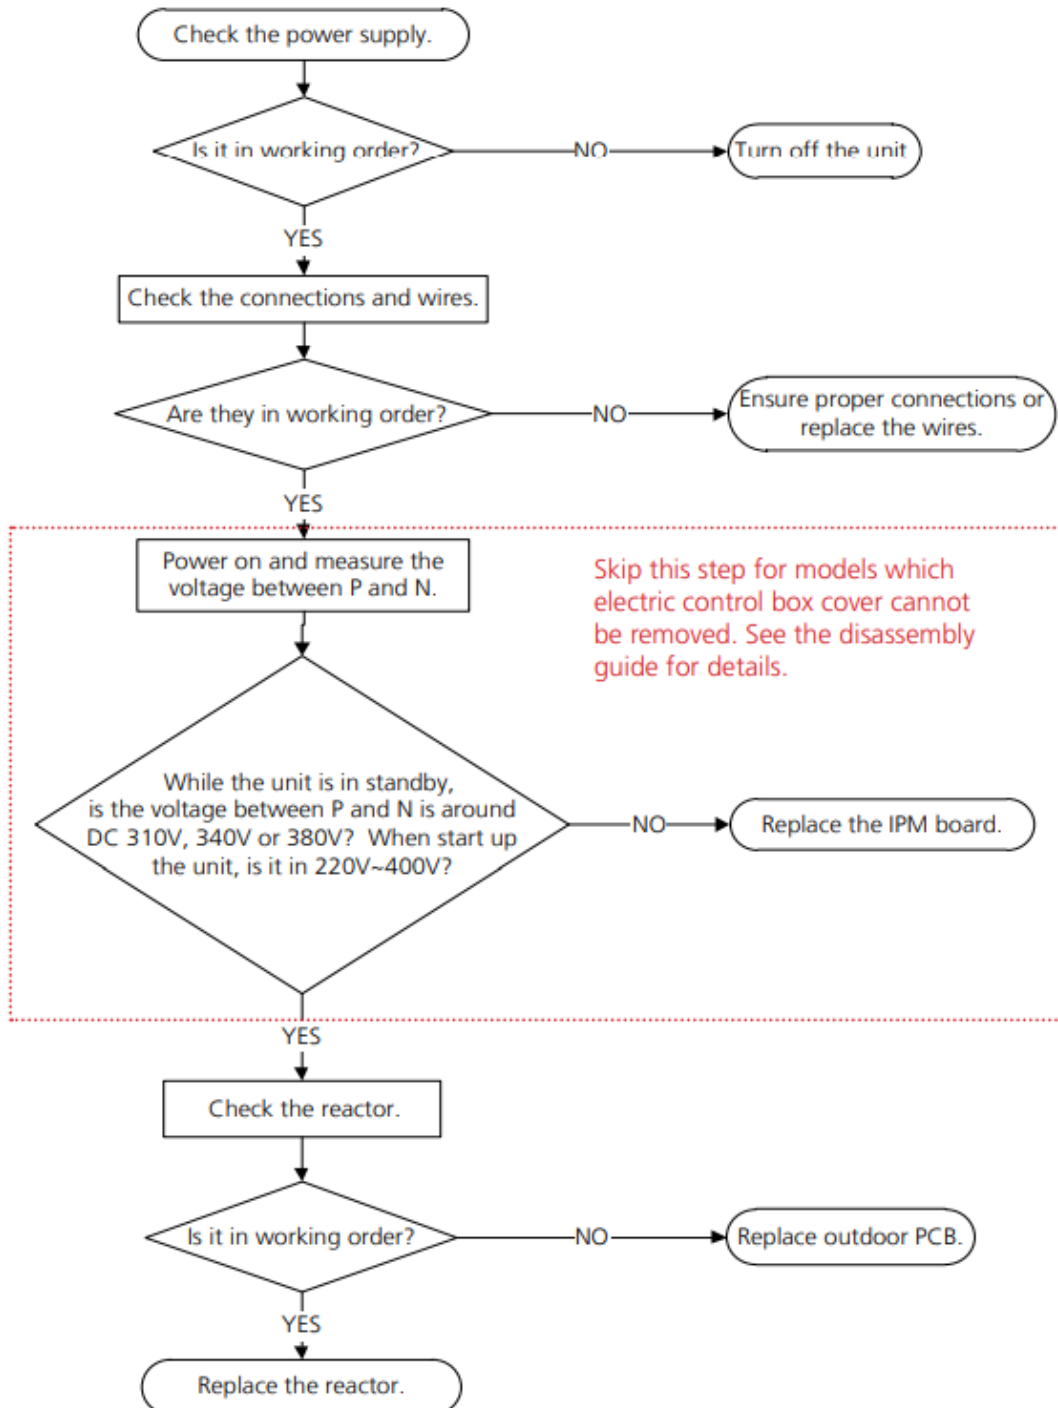 Check the power supply.
Is it in working order?
NO
Turn off the unit
YES
Check the connections and wires.
Are they in working order?
NO
Ensure proper connections or
replace the wires.
YES
Power on and measure the
voltage between P and N.
Skip this step for models which
electric control box cover cannot
be removed. See the disassembly
guide for details.
While the unit is in standby,
is the voltage between P and N is around
DC 310V, 340V or 380V? When start up
the unit, is it in 220V~400V?
NO
Replace the IPM board.
YES
Check the reactor.
Is it in working order?
NO
Replace outdoor PCB.
YES
Replace the reactor.